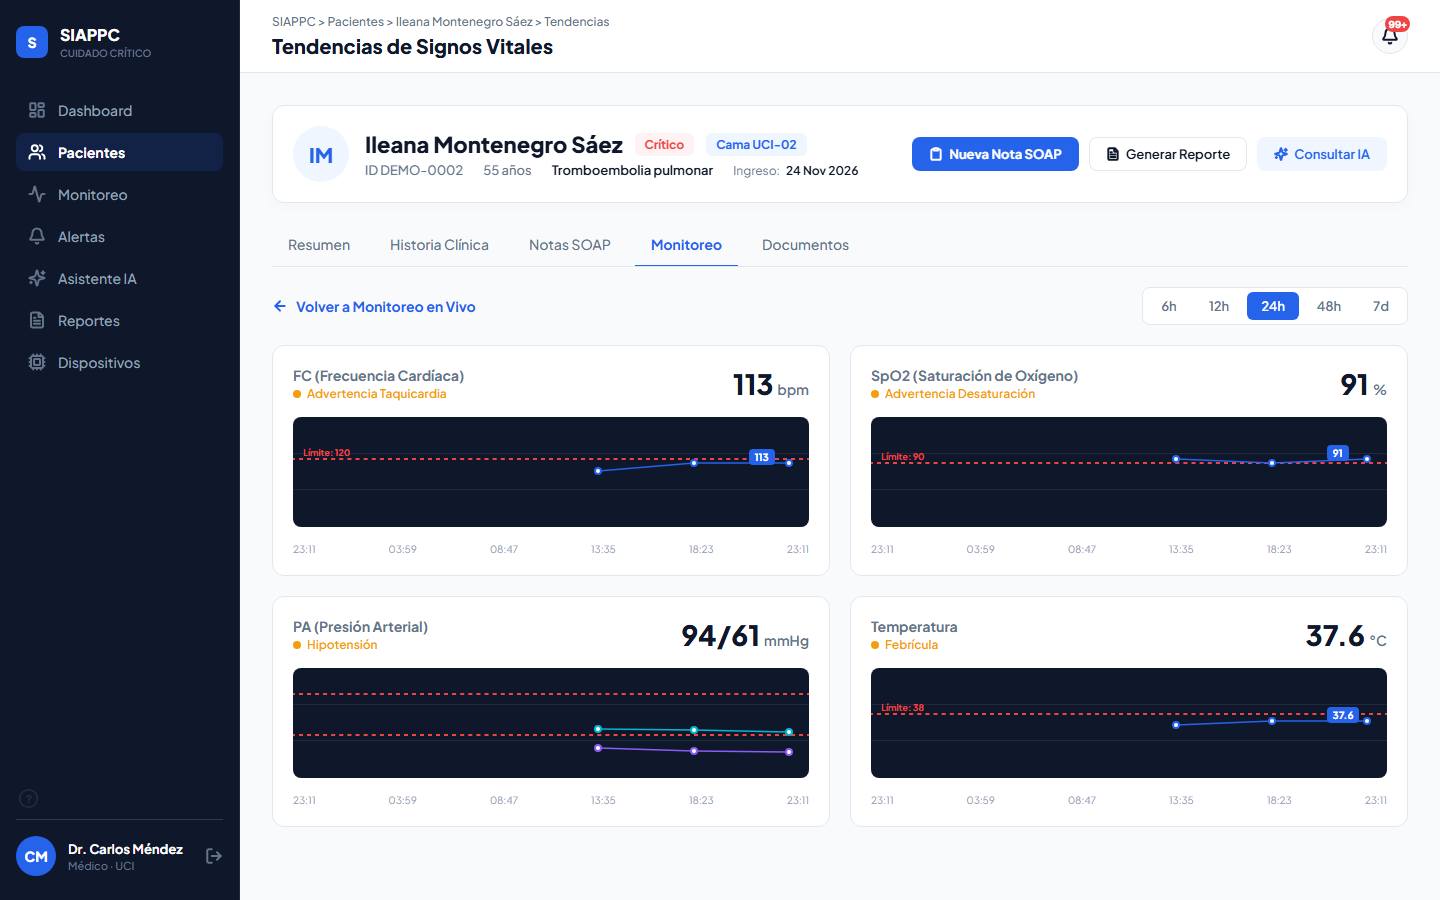 S
SIAPPC
CUIDADO CRÍTICO
Dashboard
Pacientes
Monitoreo
Alertas
Asistente IA
Reportes
Dispositivos
?
CM
Dr. Carlos Méndez
Médico · UCI
SIAPPC > Pacientes > Ileana Montenegro Sáez > Tendencias
Tendencias de Signos Vitales
99+
IM
Ileana Montenegro Sáez Crítico Cama UCI-02
ID DEMO-0002 55 años Tromboembolia pulmonar Ingreso: 24 Nov 2026
Nueva Nota SOAP Generar Reporte Consultar IA
Resumen Historia Clínica Notas SOAP Monitoreo Documentos
Volver a Monitoreo en Vivo
6h 12h 24h 48h 7d
FC (Frecuencia Cardíaca)
Advertencia Taquicardia
113 bpm
Límite: 120
113
23:11 03:59 08:47 13:35 18:23 23:11
SpO2 (Saturación de Oxígeno)
Advertencia Desaturación
91 %
Límite: 90
91
23:11 03:59 08:47 13:35 18:23 23:11
PA (Presión Arterial)
Hipotensión
94/61 mmHg
23:11 03:59 08:47 13:35 18:23 23:11
Temperatura
Febrícula
37.6 °C
Límite: 38
37.6
23:11 03:59 08:47 13:35 18:23 23:11